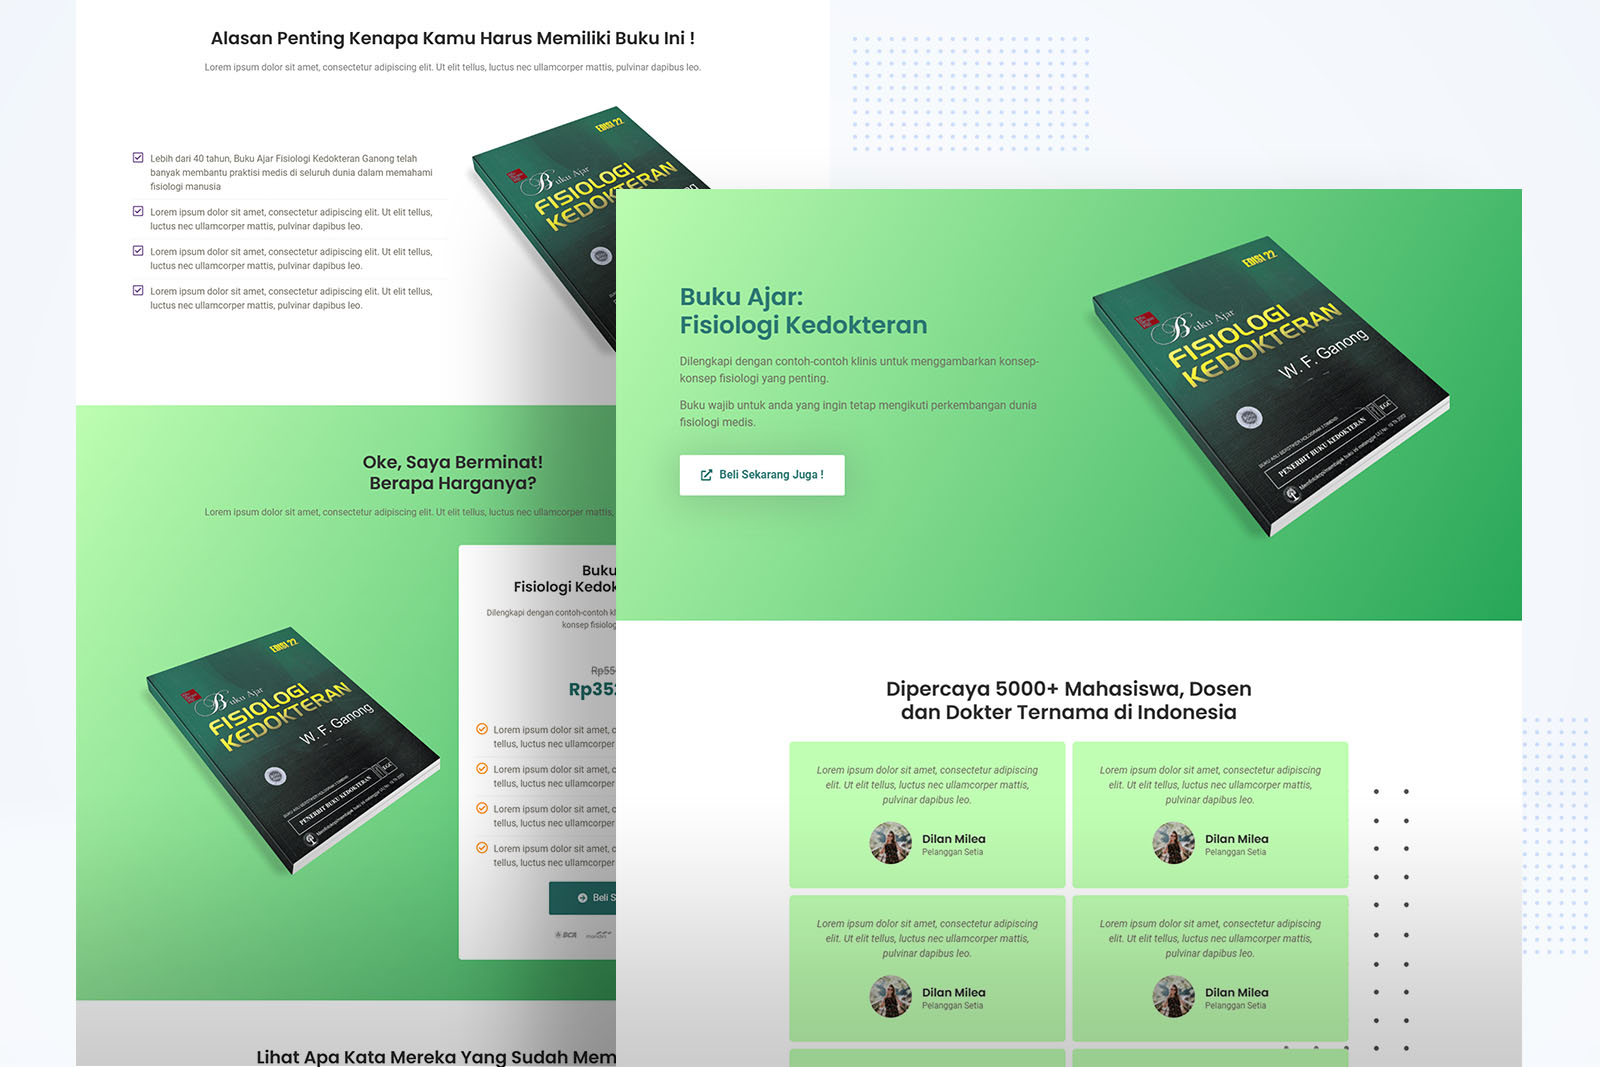 Alasan Penting Kenapa Kamu Harus Memiliki Buku Ini !
Lorem ipsum dolor sit amet, consectetur adipiscing elit. Ut elit tellus, luctus nec ullamcorper mattis, pulvinar dapibus leo.
Lebih dari 40 tahun, Buku Ajar Fisiologi Kedokteran Ganong telah
banyak membantu praktisi medis di seluruh dunia dalam memahami
fisiologi manusia
Lorem ipsum dolor sit amet, consectetur adipiscing elit. Ut elit tellus,
luctus nec ullamcorper mattis, pulvinar dapibus leo.
Lorem ipsum dolor sit amet, consectetur adipiscing elit. Ut elit tellus,
luctus nec ullamcorper mattis, pulvinar dapibus leo.
Lorem ipsum dolor sit amet, consectetur adipiscing elit. Ut elit tellus,
luctus nec ullamcorper mattis, pulvinar dapibus leo.
EDISI 22
Buku Ajar
FISIOLOGI
KEDOKTERAN
Oke, Saya Berminat!
Berapa Harganya?
Lorem ipsum dolor sit amet, consectetur adipiscing elit. Ut elit tellus, luctus nec ullamcorper mattis,
EDISI 22
Buku Ajar
FISIOLOGI
KEDOKTERAN
W. F. Ganong
PENERBIT BUKU KEDOKTERAN
EGC
Buku
Fisiologi Kedok
Dilengkapi dengan contoh-contoh kl
konsep fisiolog
Rp55
Rp352
Lorem ipsum dolor sit amet, c
tellus, luctus nec ullamcorper
Lorem ipsum dolor sit amet, c
tellus, luctus nec ullamcorper
Lorem ipsum dolor sit amet, c
tellus, luctus nec ullamcorper
Lorem ipsum dolor sit amet, c
tellus, luctus nec ullamcorper
Beli S
BCA mandiri
Lihat Apa Kata Mereka Yang Sudah Mem
Buku Ajar:
Fisiologi Kedokteran
Dilengkapi dengan contoh-contoh klinis untuk menggambarkan konsep-
konsep fisiologi yang penting.
Buku wajib untuk anda yang ingin tetap mengikuti perkembangan dunia
fisiologi medis.
Beli Sekarang Juga !
EDISI 22
Buku Ajar
FISIOLOGI
KEDOKTERAN
W. F. Ganong
PENERBIT BUKU KEDOKTERAN
EGC
Dipercaya 5000+ Mahasiswa, Dosen
dan Dokter Ternama di Indonesia
Lorem ipsum dolor sit amet, consectetur adipiscing
elit. Ut elit tellus, luctus nec ullamcorper mattis,
pulvinar dapibus leo.
Dilan Milea
Pelanggan Setia
Lorem ipsum dolor sit amet, consectetur adipiscing
elit. Ut elit tellus, luctus nec ullamcorper mattis,
pulvinar dapibus leo.
Dilan Milea
Pelanggan Setia
Lorem ipsum dolor sit amet, consectetur adipiscing
elit. Ut elit tellus, luctus nec ullamcorper mattis,
pulvinar dapibus leo.
Dilan Milea
Pelanggan Setia
Lorem ipsum dolor sit amet, consectetur adipiscing
elit. Ut elit tellus, luctus nec ullamcorper mattis,
pulvinar dapibus leo.
Dilan Milea
Pelanggan Setia